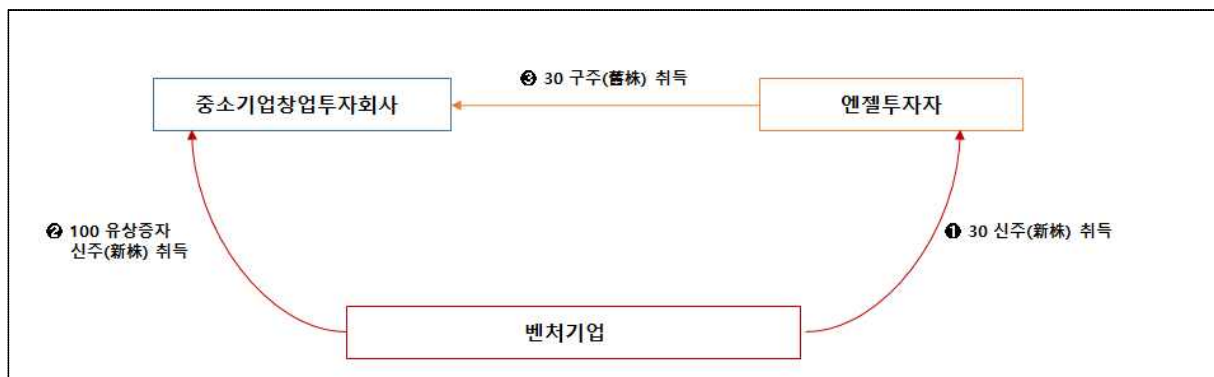 ❸ 30 구주(舊株) 취득
중소기업창업투자회사
엔젤투자자
❷ 100 유상증자
신주(新株) 취득
❶ 30 신주(新株) 취득
벤처기업